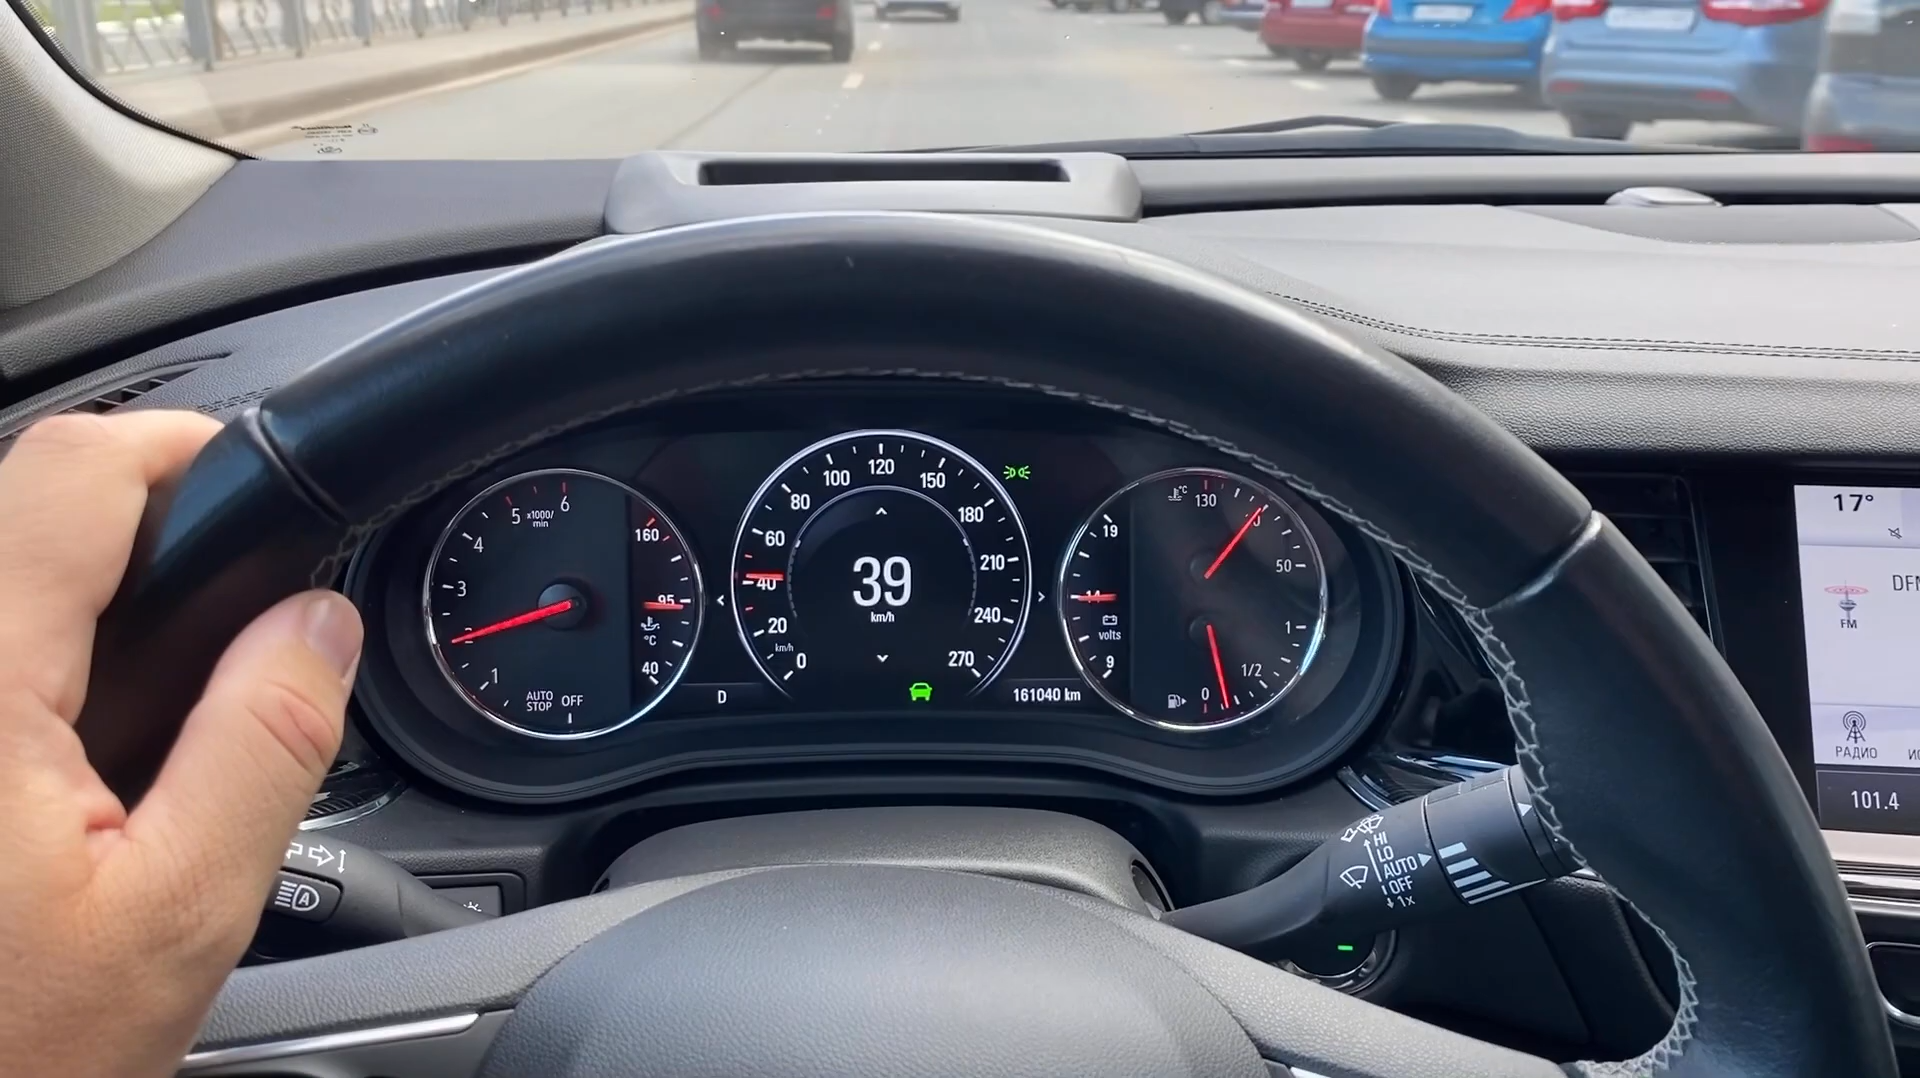 5 x1000/ 6
min
4
3
2
1
AUTO
STOP OFF
160
95
°C
40
120
100 150
80 180
60 210
40 240
20 270
km/h
0
39
km/h
D
161040 km
19
14
volts
9
°C
130
50
1
1/2
0
17°
FM
DFM
РАДИО
101.4
A
HI
LO
AUTO
OFF
1x